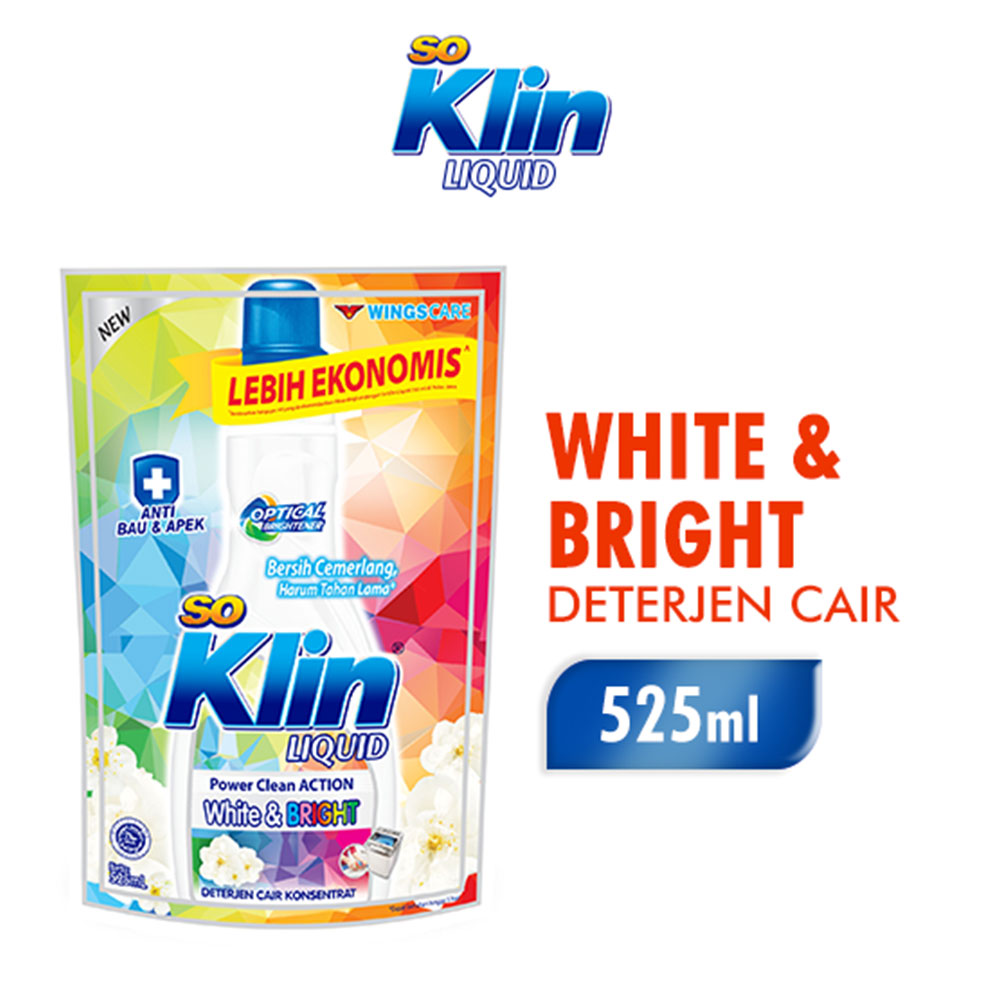 SO
Klin
LIQUID
NEW
WINGSCARE
LEBIH EKONOMIS^
ANTI
BAU & APEK
OPTICAL
BRIGHTENER
Bersih Cemerlang,
Harum Tahan Lama*
SO
Klin®
LIQUID
Power Clean ACTION
White & BRIGHT
525mL
DETERJEN CAIR KONSENTRAT
WHITE &
BRIGHT
DETERJEN CAIR
525ml